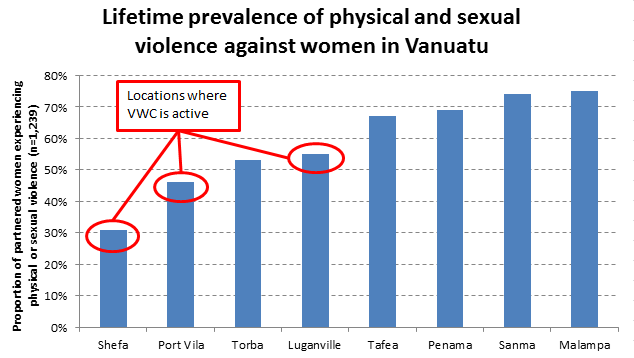 Lifetime prevalence of physical and sexual
violence against women in Vanuatu
Proportion of partnered women experiencing
physical or sexual violence (n=1,239)
80%
70%
60%
50%
40%
30%
20%
10%
0%
Locations where
VWC is active
Shefa
Port Vila
Torba
Luganville
Tafea
Penama
Sanma
Malampa